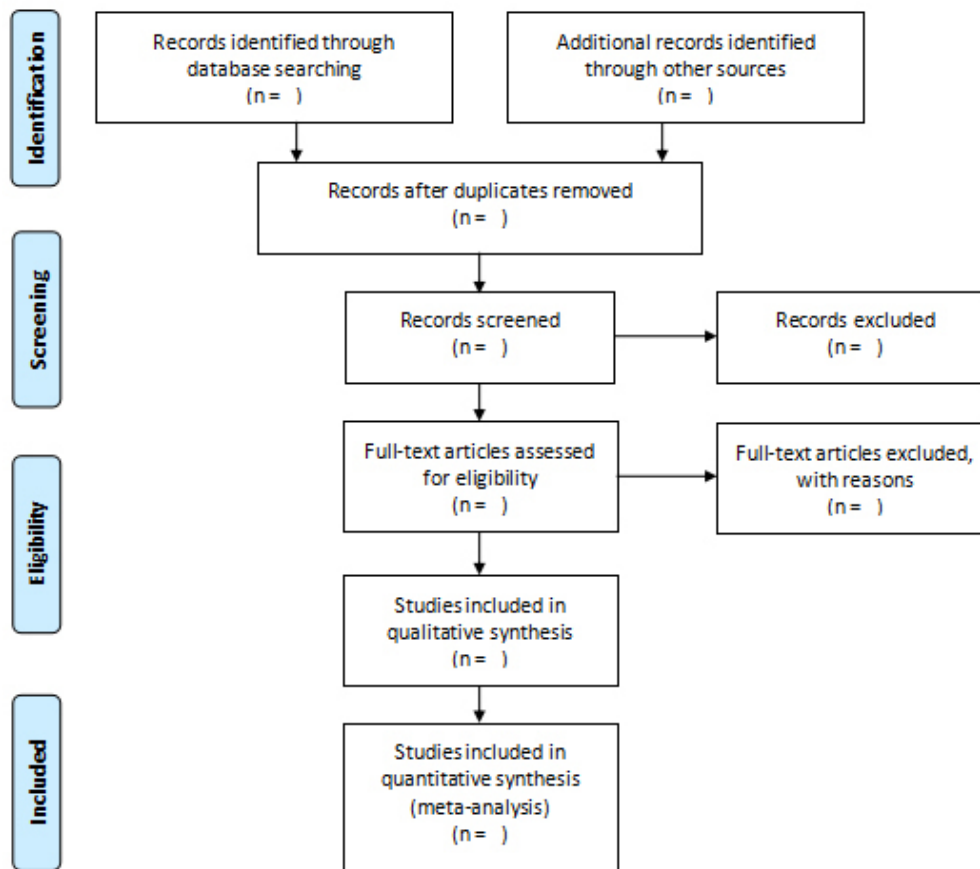 Identification
Records identified through
database searching
(n = )
Additional records identified
through other sources
(n = )
Records after duplicates removed
(n = )
Screening
Records screened
(n = )
Records excluded
(n = )
Eligibility
Full-text articles assessed
for eligibility
(n = )
Full-text articles excluded,
with reasons
(n = )
Studies included in
qualitative synthesis
(n = )
Included
Studies included in
quantitative synthesis
(meta-analysis)
(n = )